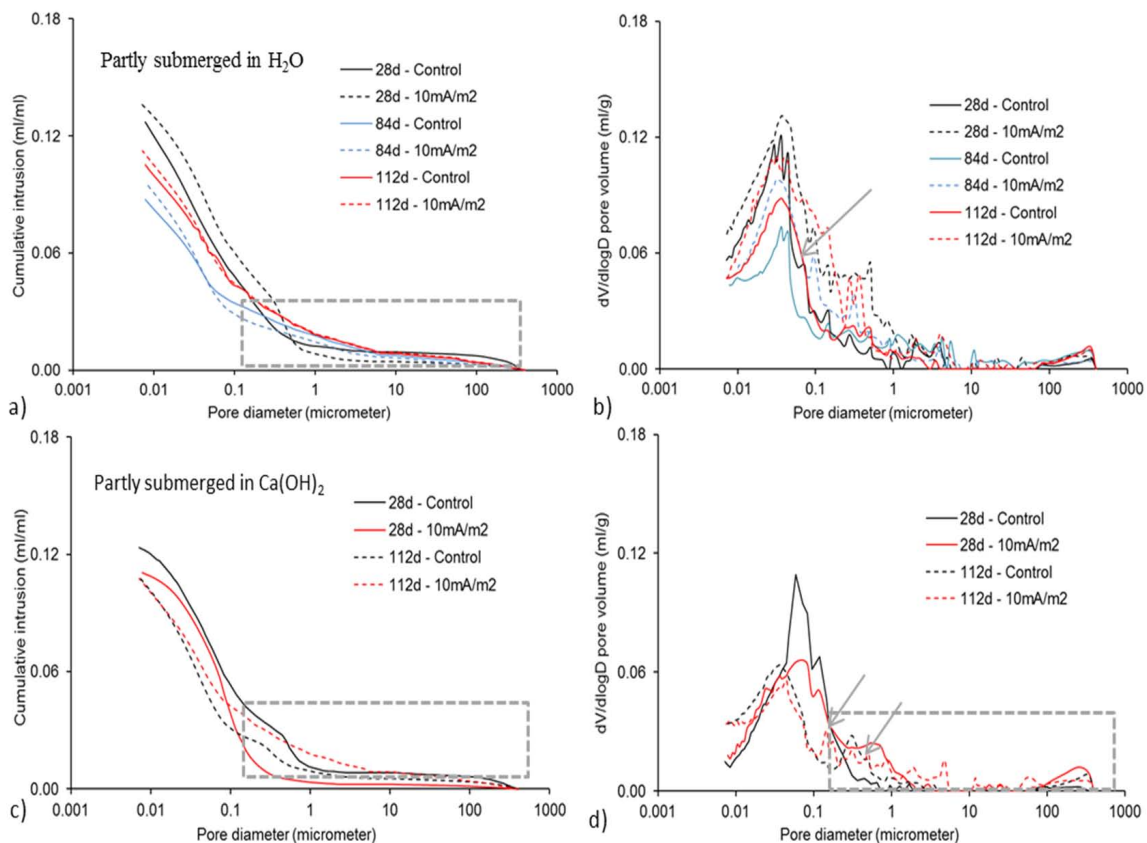 0.18
0.12
0.06
0.00
Cumulative intrusion (ml/ml)
Partly submerged in H₂O
28d - Control
28d - 10mA/m2
84d - Control
84d - 10mA/m2
112d - Control
112d - 10mA/m2
0.001 0.01 0.1 1 10 100 1000
Pore diameter (micrometer)
a)
0.18
0.12
0.06
0.00
dV/dlogD pore volume (ml/g)
28d - Control
28d - 10mA/m2
84d - Control
84d - 10mA/m2
112d - Control
112d - 10mA/m2
0.001 0.01 0.1 1 10 100 1000
Pore diameter (micrometer)
b)
0.18
0.12
0.06
0.00
Cumulative intrusion (ml/ml)
Partly submerged in Ca(OH)₂
28d - Control
28d - 10mA/m2
112d - Control
112d - 10mA/m2
0.001 0.01 0.1 1 10 100 1000
Pore diameter (micrometer)
c)
0.18
0.12
0.06
0.00
dV/dlogD pore volume (ml/g)
28d - Control
28d - 10mA/m2
112d - Control
112d - 10mA/m2
0.001 0.01 0.1 1 10 100 1000
Pore diameter (micrometer)
d)